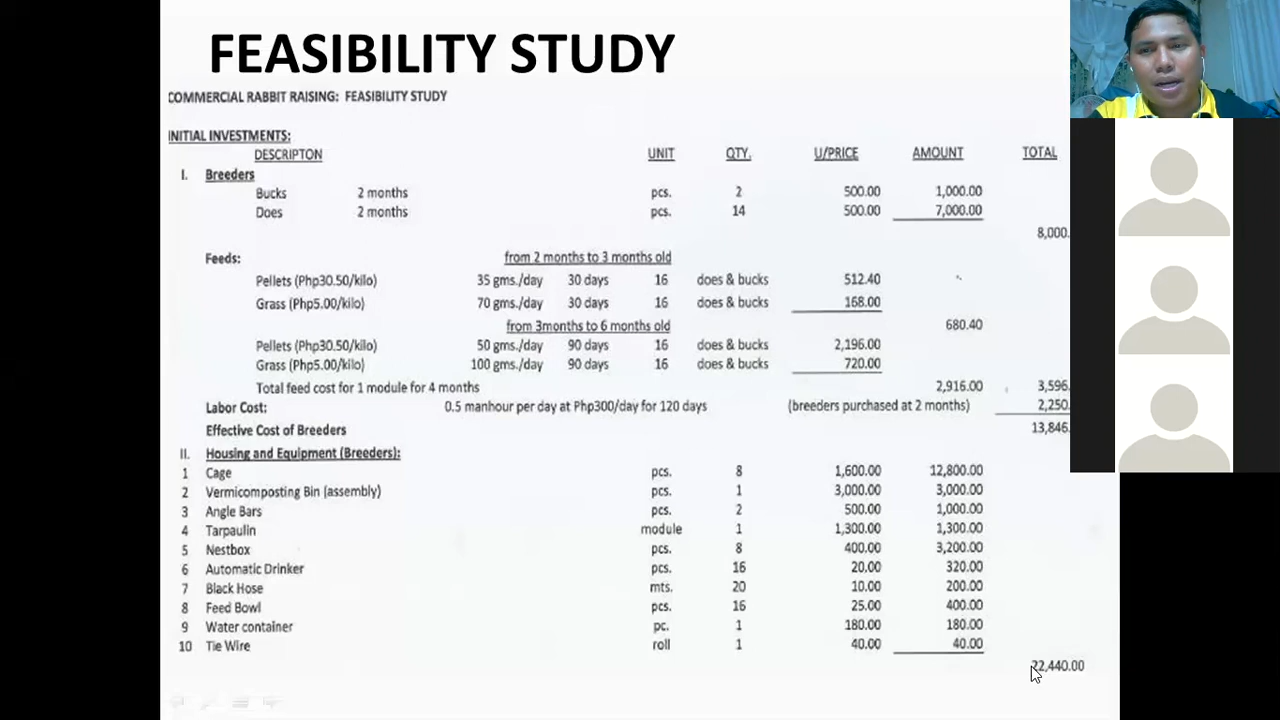 FEASIBILITY STUDY
COMMERCIAL RABBIT RAISING: FEASIBILITY STUDY
INITIAL INVESTMENTS:
DESCRIPTON UNIT QTY. U/PRICE AMOUNT TOTAL
I. Breeders
Bucks 2 months pcs. 2 500.00 1,000.00
Does 2 months pcs. 14 500.00 7,000.00
8,000.
Feeds: from 2 months to 3 months old
Pellets (Php30.50/kilo) 35 gms./day 30 days 16 does & bucks 512.40
Grass (Php5.00/kilo) 70 gms./day 30 days 16 does & bucks 168.00
from 3months to 6 months old 680.40
Pellets (Php30.50/kilo) 50 gms./day 90 days 16 does & bucks 2,196.00
Grass (Php5.00/kilo) 100 gms./day 90 days 16 does & bucks 720.00
Total feed cost for 1 module for 4 months 2,916.00 3,596.
Labor Cost: 0.5 manhour per day at Php300/day for 120 days (breeders purchased at 2 months) 2,250.
Effective Cost of Breeders 13,846.
II. Housing and Equipment (Breeders):
1 Cage pcs. 8 1,600.00 12,800.00
2 Vermicomposting Bin (assembly) pcs. 1 3,000.00 3,000.00
3 Angle Bars pcs. 2 500.00 1,000.00
4 Tarpaulin module 1 1,300.00 1,300.00
5 Nestbox pcs. 8 400.00 3,200.00
6 Automatic Drinker pcs. 16 20.00 320.00
7 Black Hose mts. 20 10.00 200.00
8 Feed Bowl pcs. 16 25.00 400.00
9 Water container pc. 1 180.00 180.00
10 Tie Wire roll 1 40.00 40.00
22,440.00